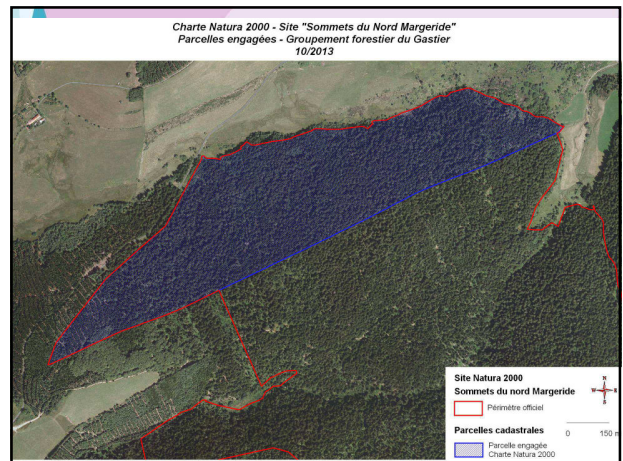 Charte Natura 2000 - Site "Sommets du Nord Margeride"
Parcelles engagées - Groupement forestier du Gastier
10/2013
Site Natura 2000
Sommets du nord Margeride
N
W
E
S
Périmètre officiel
Parcelles cadastrales
0 150 m
Parcelle engagée
Charte Natura 2000